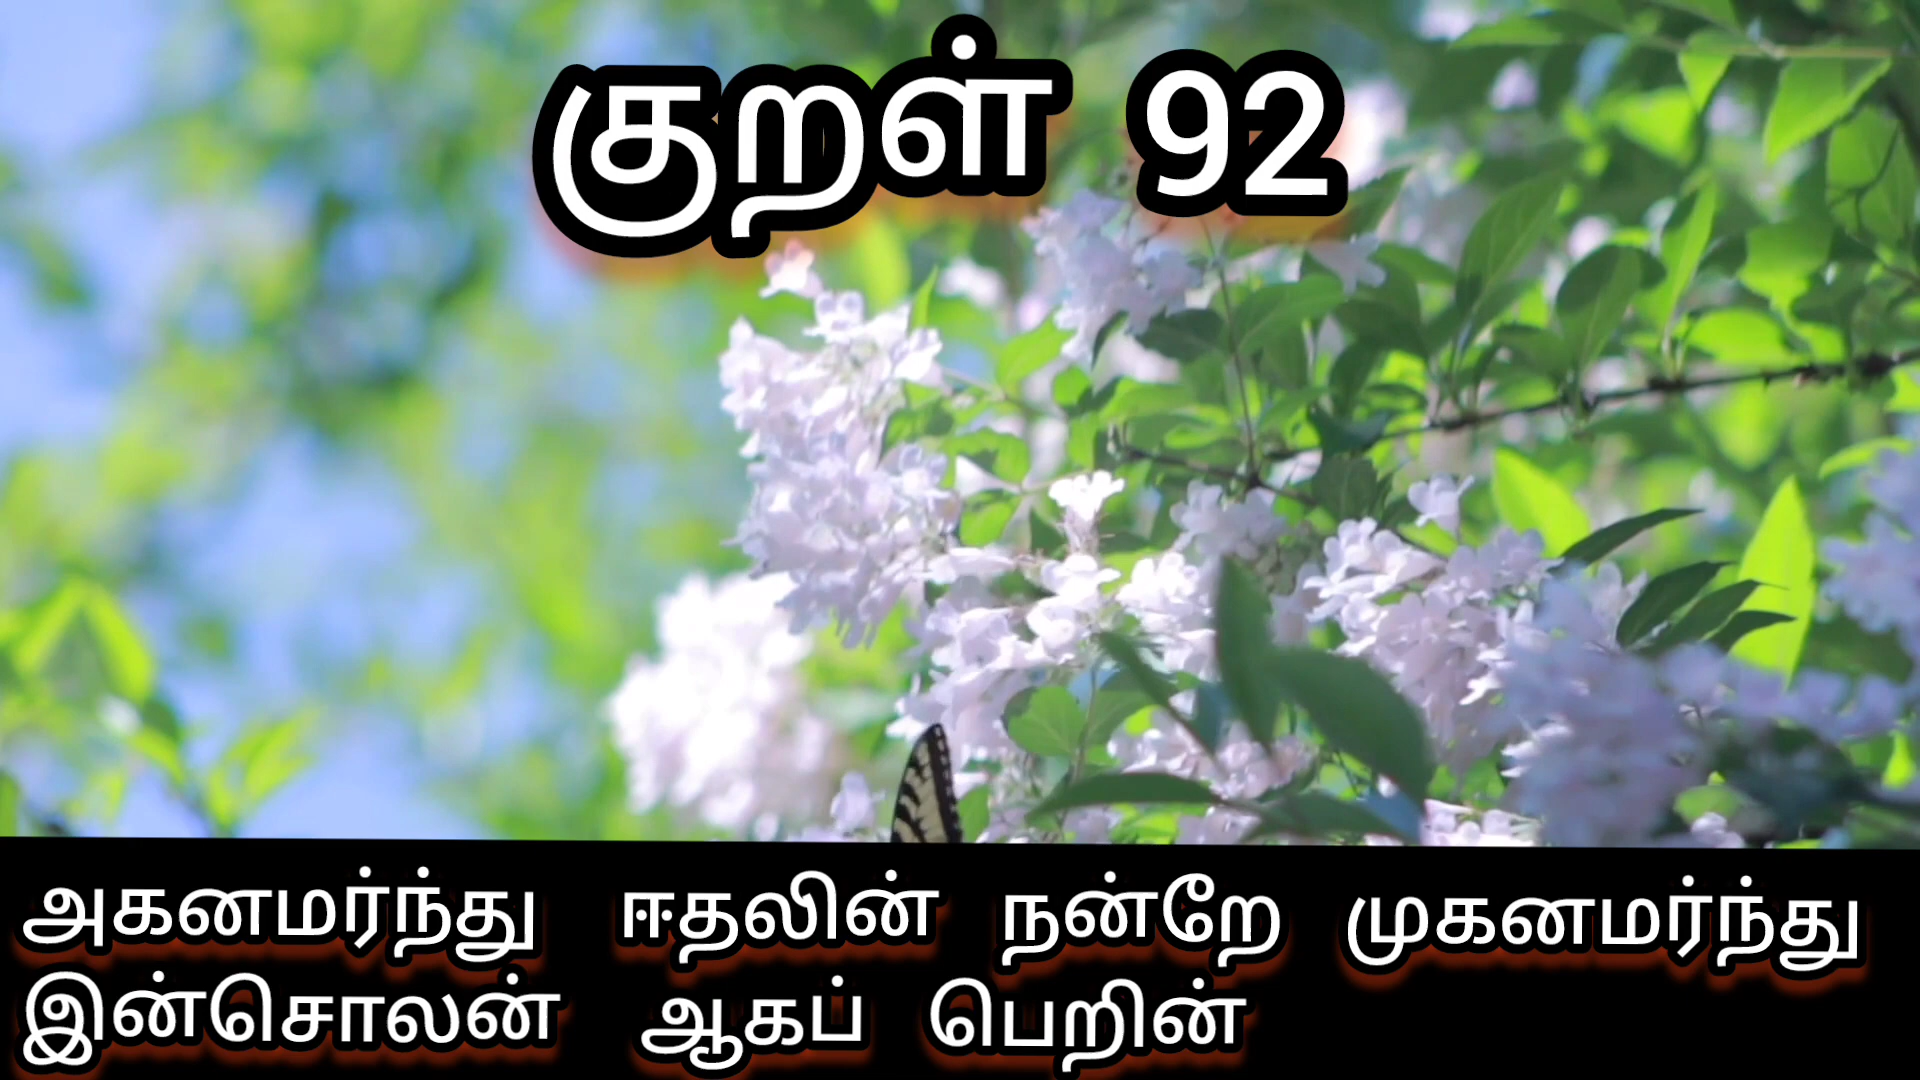 குறள் 92
அகனமர்ந்து ஈதலின் நன்றே முகனமர்ந்து
இன்சொலன் ஆகப் பெறின்